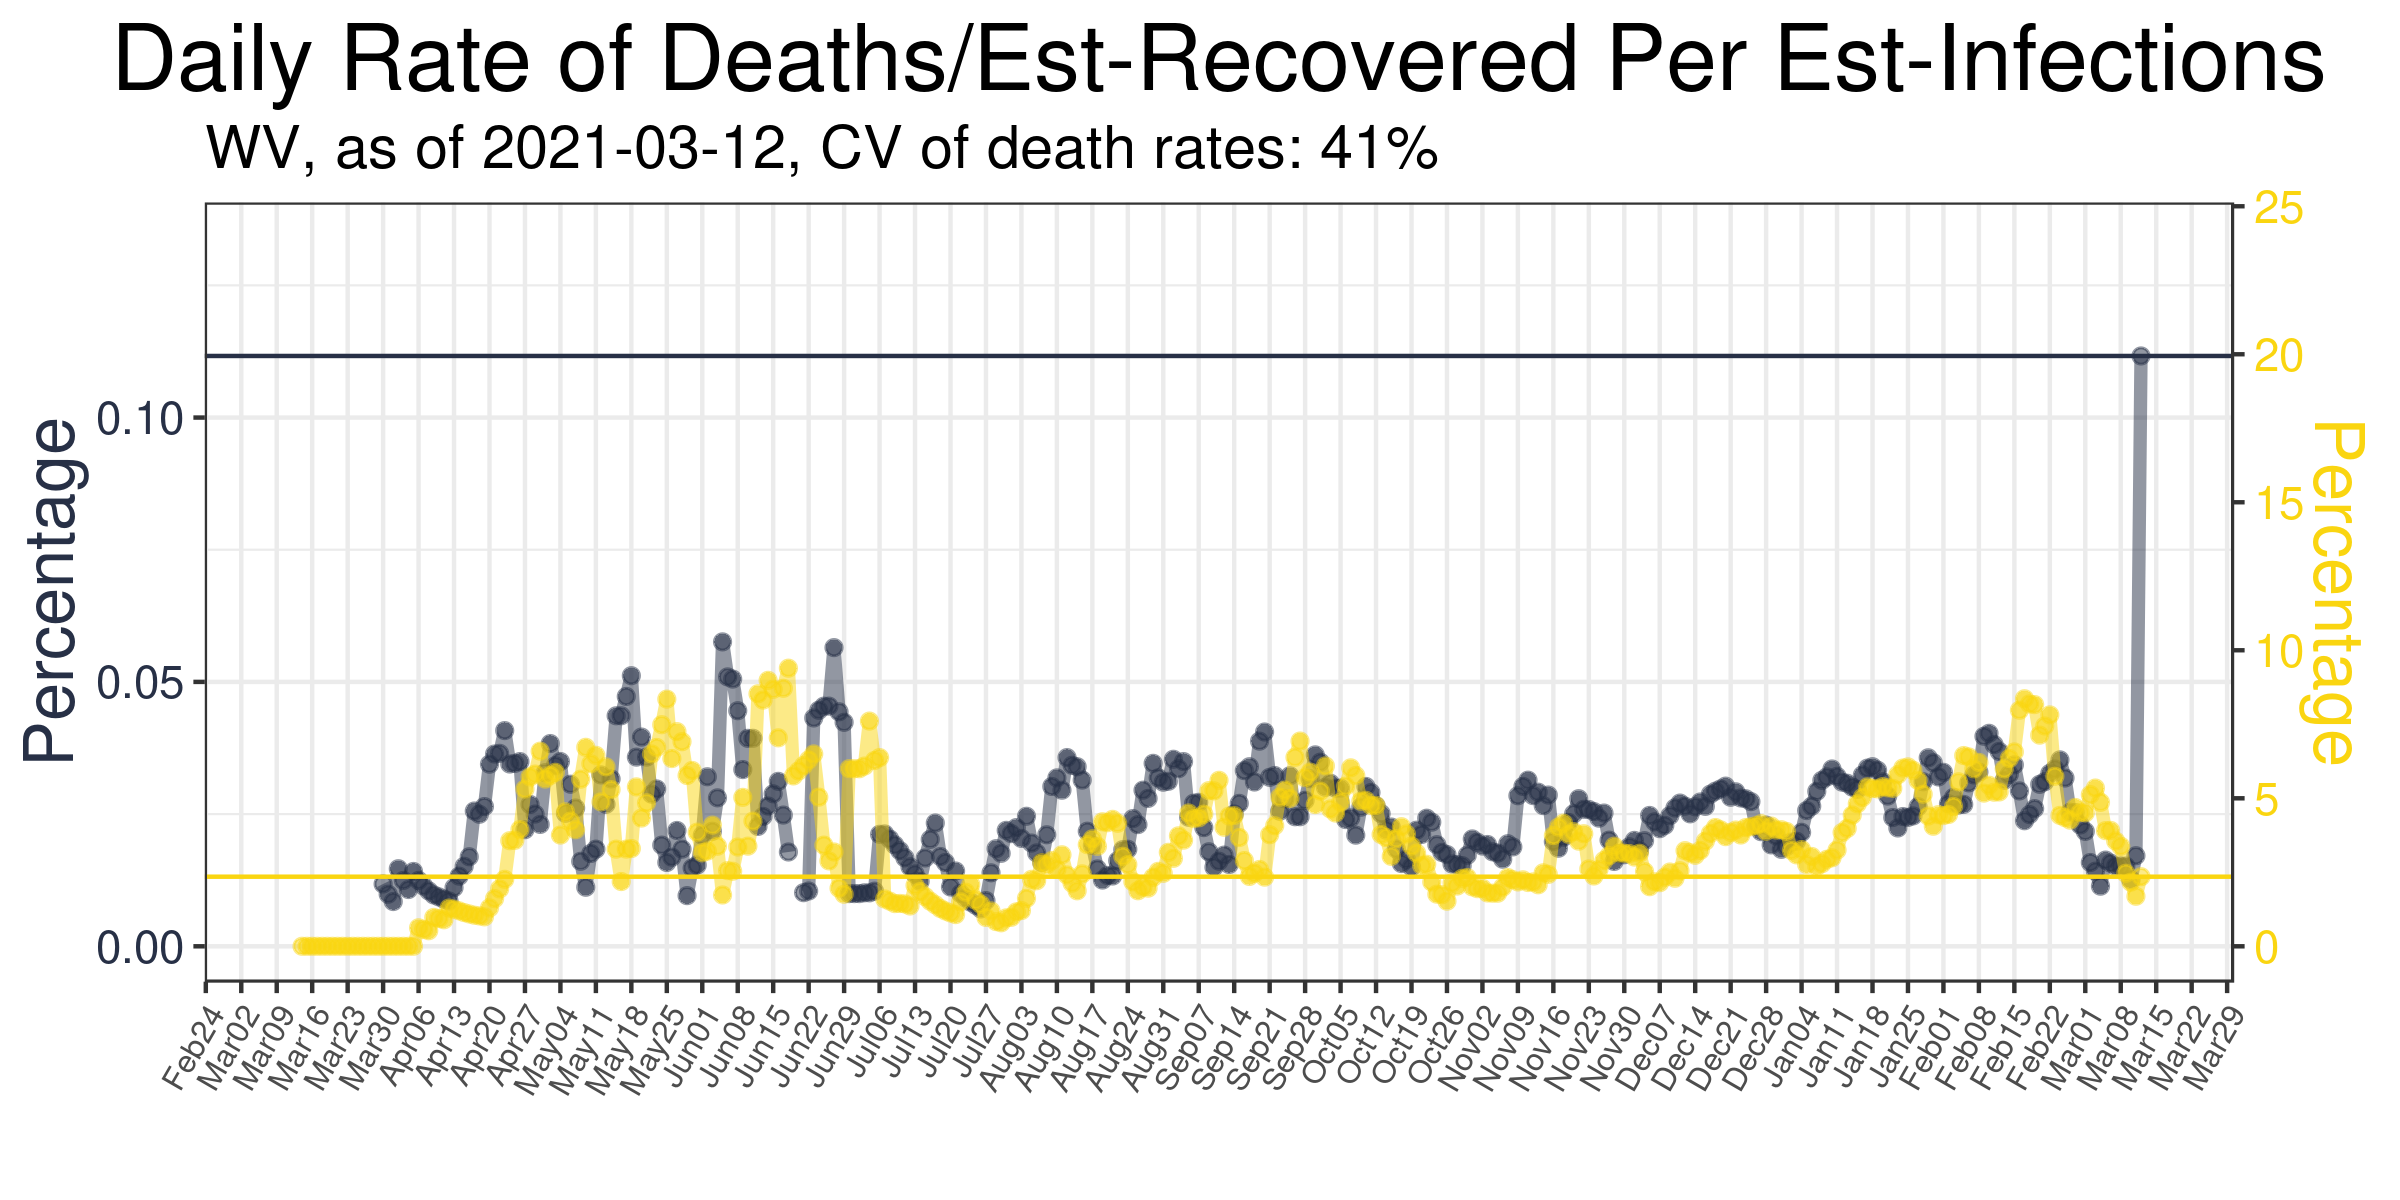 Daily Rate of Deaths/Est-Recovered Per Est-Infections
WV, as of 2021-03-12, CV of death rates: 41%
Percentage
0.10
0.05
0.00
25
20
15
10
5
0
Percentage
Feb24
Mar02
Mar09
Mar16
Mar23
Mar30
Apr06
Apr13
Apr20
Apr27
May04
May11
May18
May25
Jun01
Jun08
Jun15
Jun22
Jun29
Jul06
Jul13
Jul20
Jul27
Aug03
Aug10
Aug17
Aug24
Aug31
Sep07
Sep14
Sep21
Sep28
Oct05
Oct12
Oct19
Oct26
Nov02
Nov09
Nov16
Nov23
Nov30
Dec07
Dec14
Dec21
Dec28
Jan04
Jan11
Jan18
Jan25
Feb01
Feb08
Feb15
Feb22
Mar01
Mar08
Mar15
Mar22
Mar29